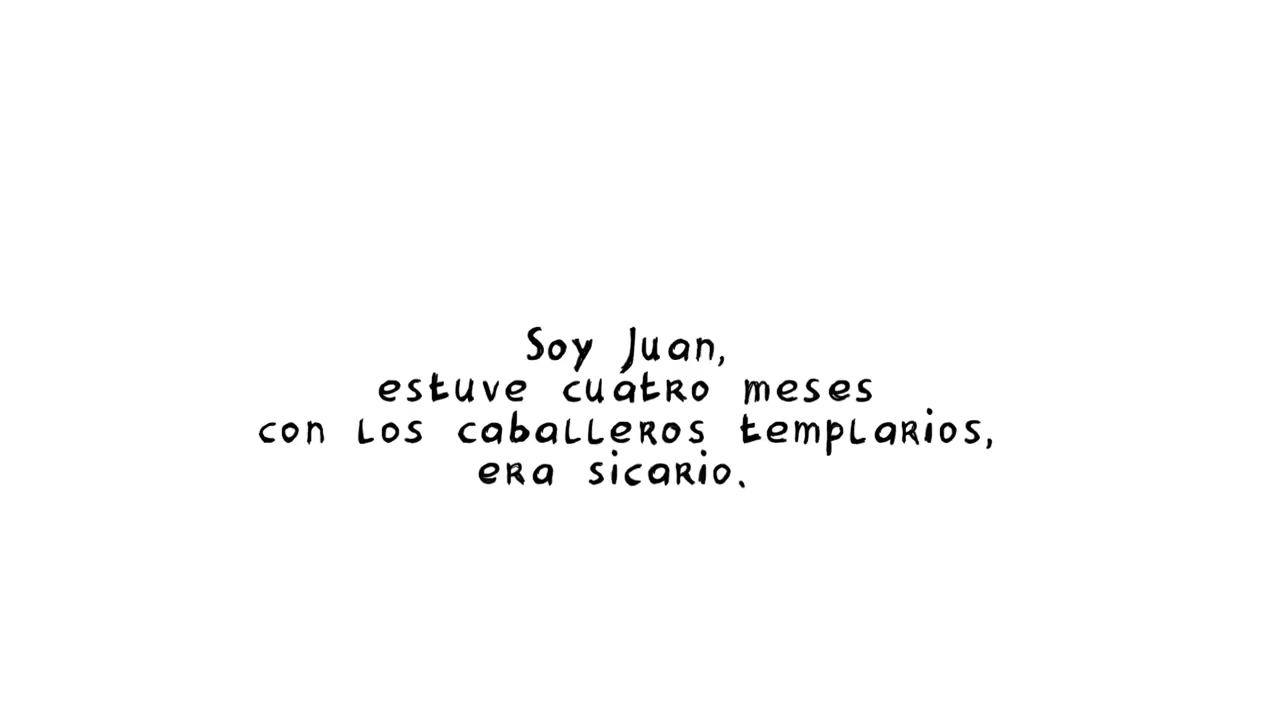 Soy Juan,
estuve cuatro meses
con los caballeros templarios,
era sicario.